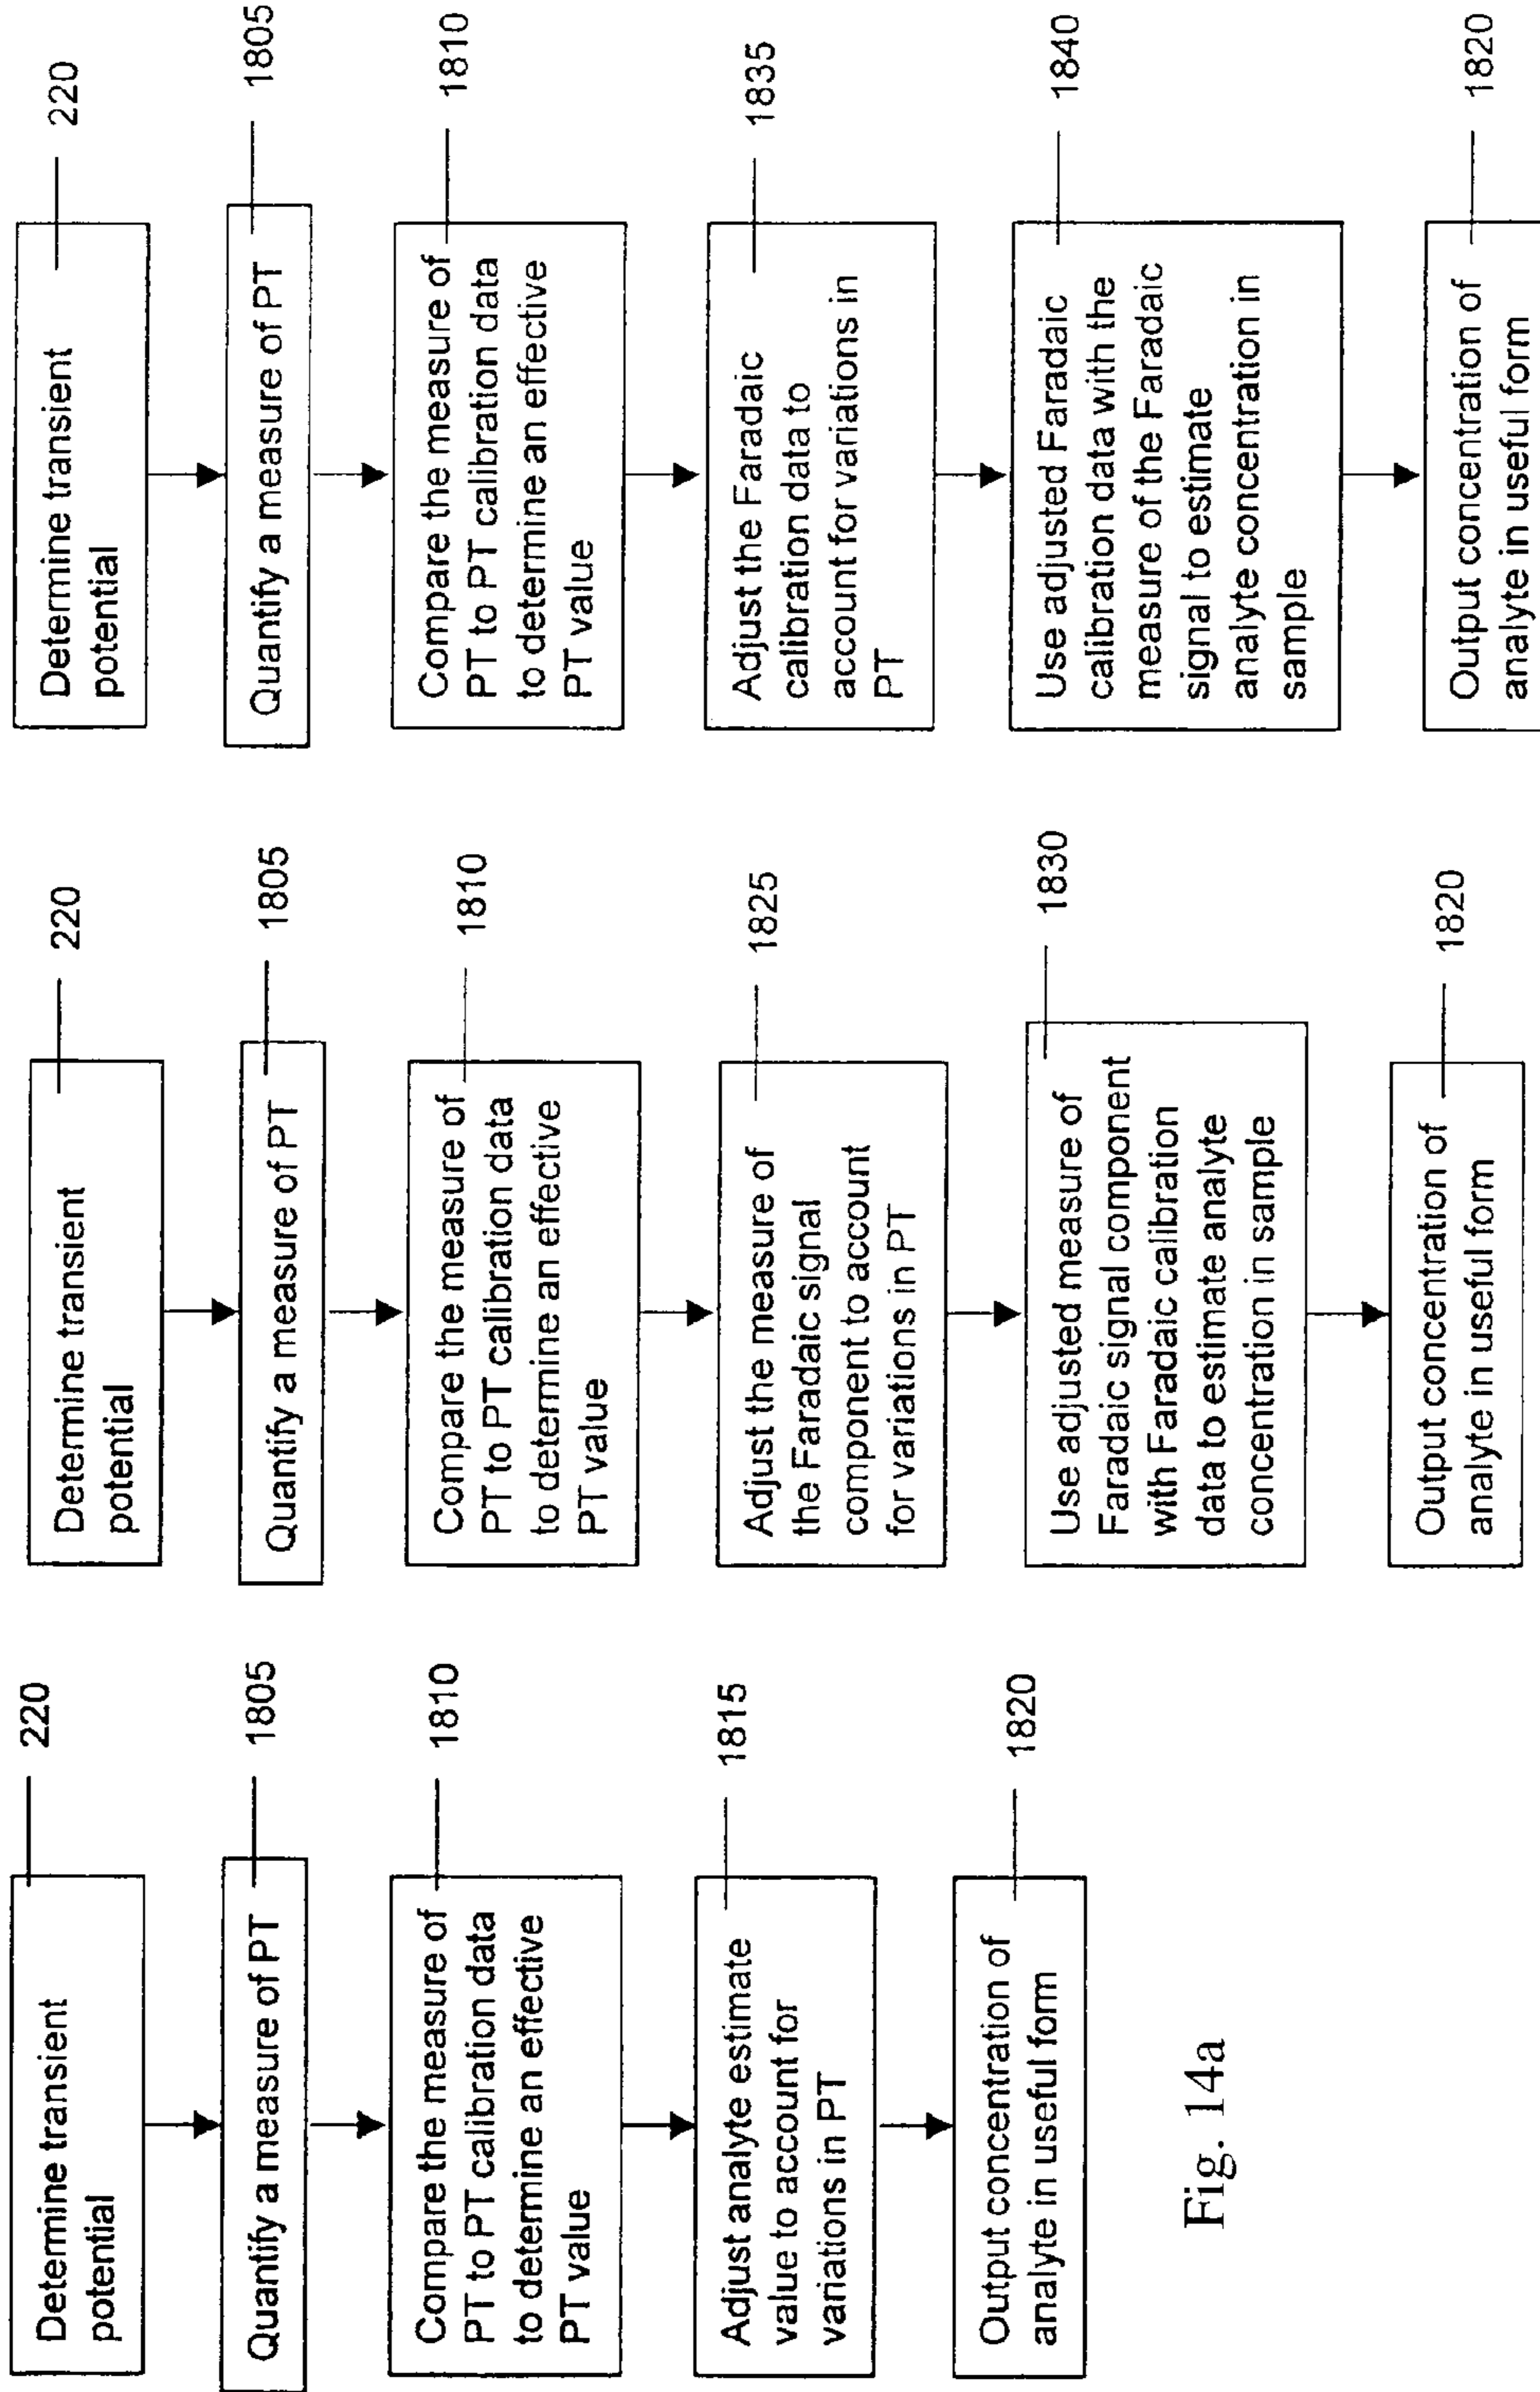 Determine transient
potential
220
Quantify a measure of PT
1805
Compare the measure of
PT to PT calibration data
to determine an effective
PT value
1810
Adjust analyte estimate
value to account for
variations in PT
1815
Output concentration of
analyte in useful form
1820
Fig. 14a
Determine transient
potential
220
Quantify a measure of PT
1805
Compare the measure of
PT to PT calibration data
to determine an effective
PT value
1810
Adjust the measure of
the Faradaic signal
component to account
for variations in PT
1825
Use adjusted measure of
Faradaic signal component
with Faradaic calibration
data to estimate analyte
concentration in sample
1830
Output concentration of
analyte in useful form
1820
Determine transient
potential
220
Quantify a measure of PT
1805
Compare the measure of
PT to PT calibration data
to determine an effective
PT value
1810
Adjust the Faradaic
calibration data to
account for variations in
PT
1835
Use adjusted Faradaic
calibration data with the
measure of the Faradaic
signal to estimate
analyte concentration in
sample
1840
Output concentration of
analyte in useful form
1820